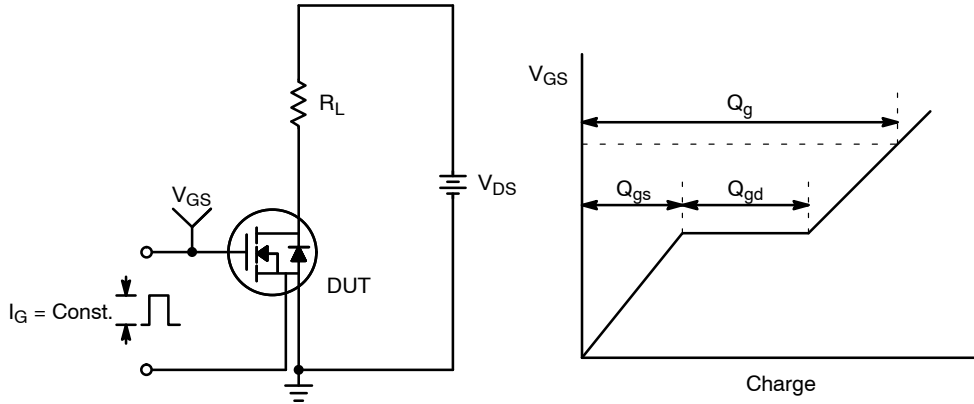 R_L
V_GS
V_DS
DUT
I_G = Const.
V_GS
Q_g
Q_gs
Q_gd
Charge